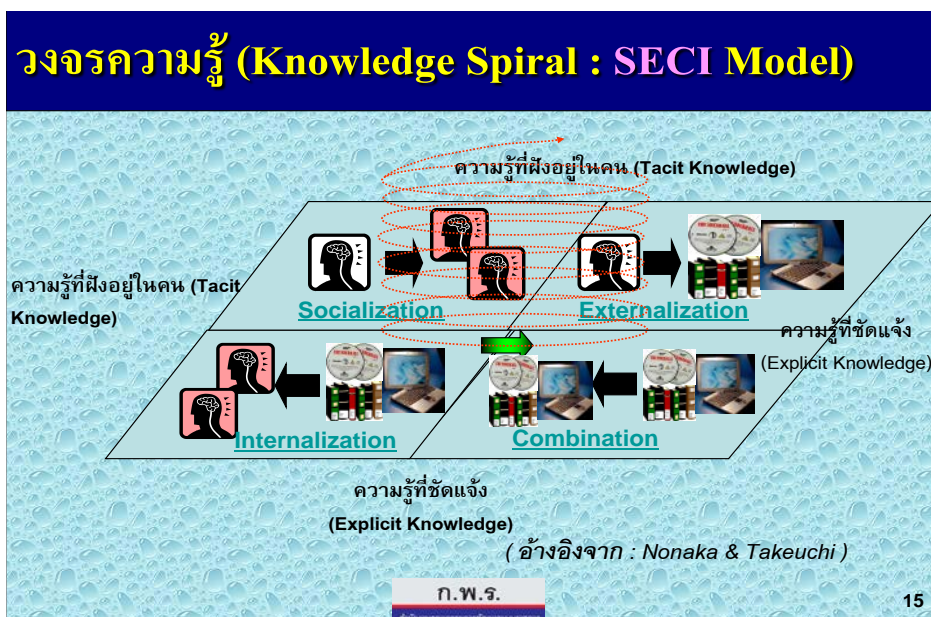 วงจรความรู้ (Knowledge Spiral : SECI Model)
ความรู้ที่ฝังอยู่ในคน (Tacit Knowledge)
ความรู้ที่ฝังอยู่ในคน (Tacit
Knowledge)
Socialization
Externalization
ความรู้ที่ชัดแจ้ง
(Explicit Knowledge)
Internalization
Combination
ความรู้ที่ชัดแจ้ง
(Explicit Knowledge)
( อ้างอิงจาก : Nonaka & Takeuchi )
ก.พ.ร.
15